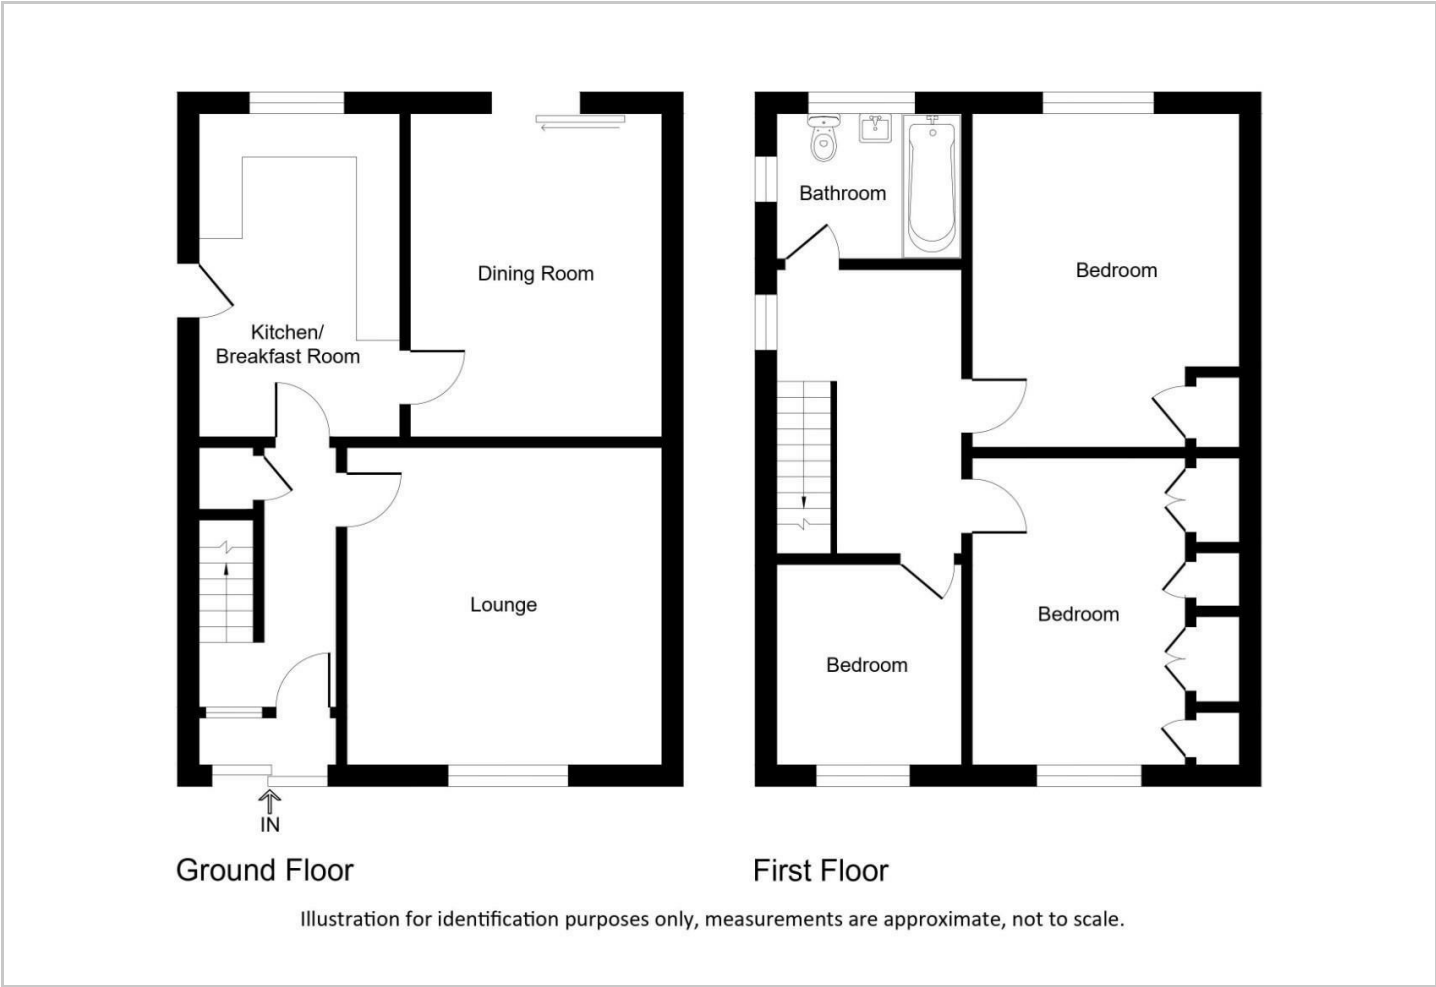 Kitchen/
Breakfast Room
Dining Room
Lounge
IN
Ground Floor
Bathroom
Bedroom
Bedroom
Bedroom
First Floor
Illustration for identification purposes only, measurements are approximate, not to scale.